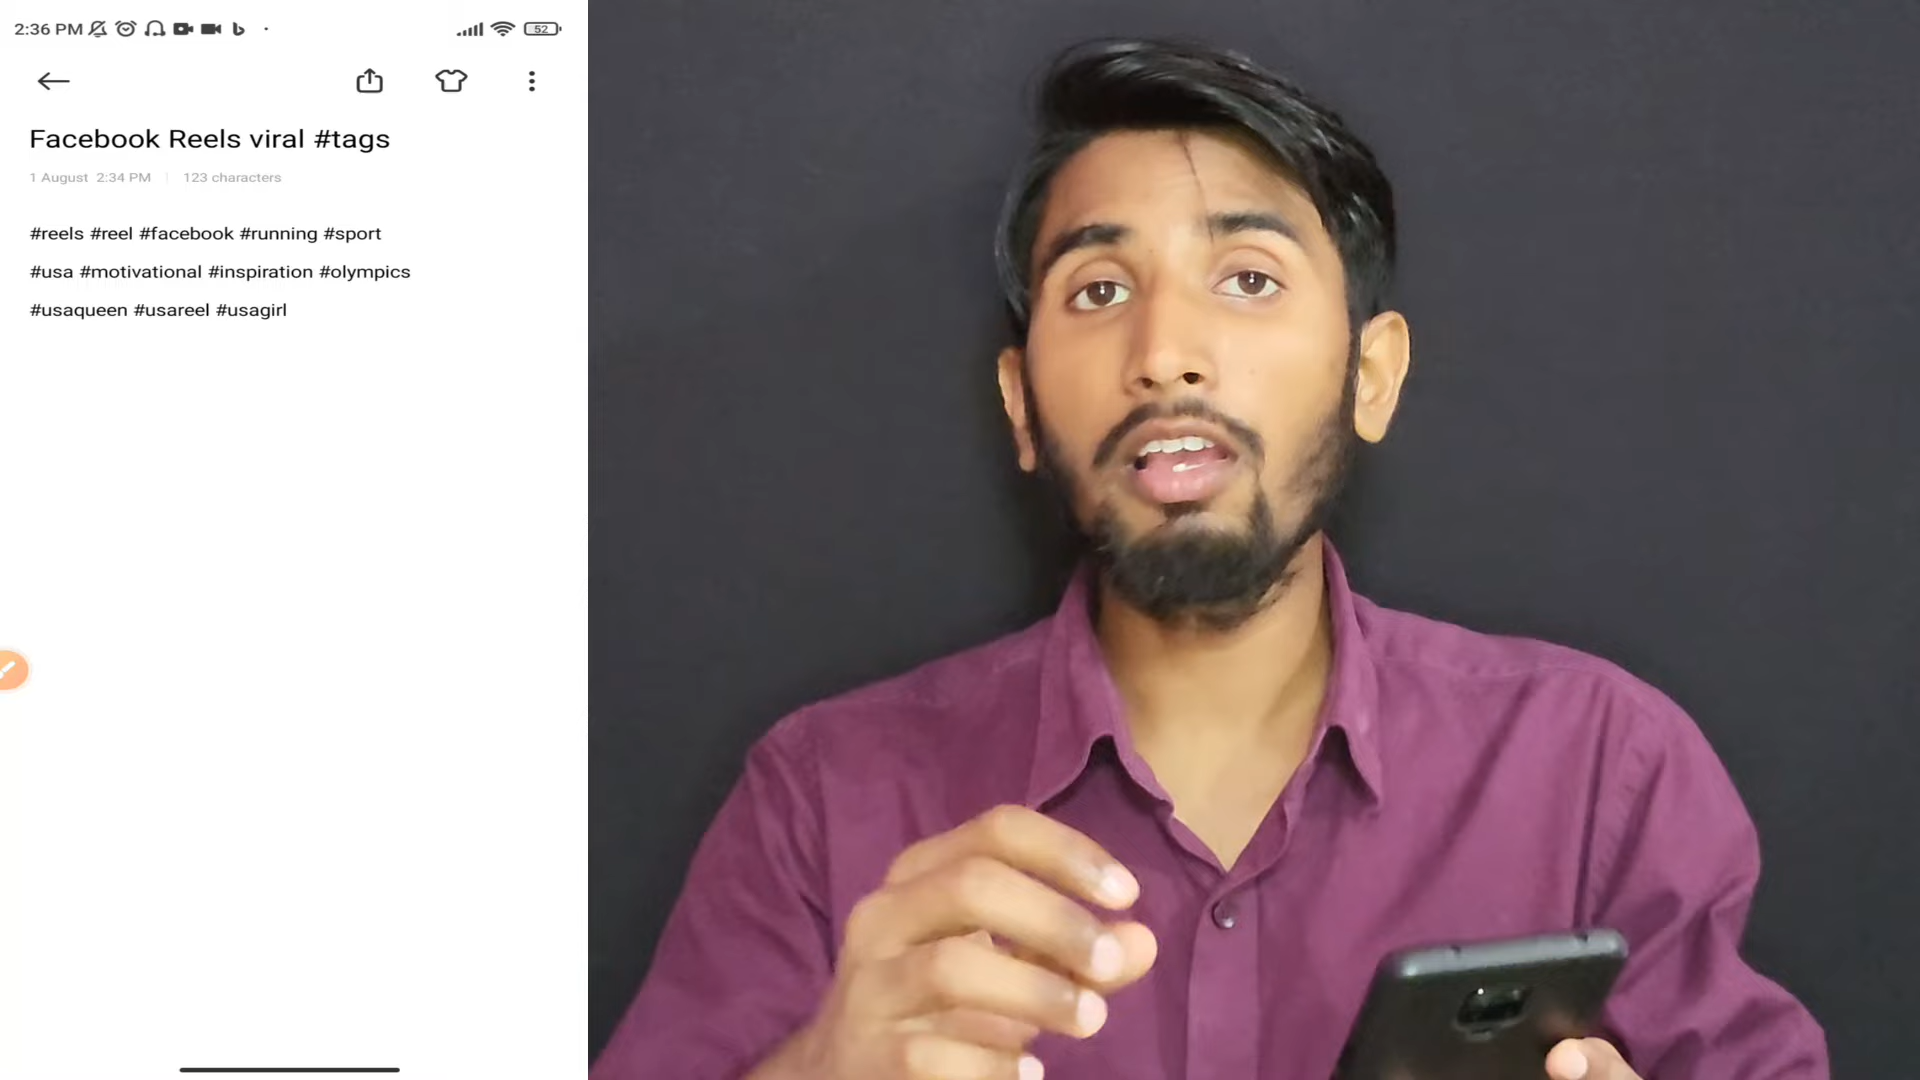 2:36 PM
52
Facebook Reels viral #tags
1 August 2:34 PM | 123 characters
#reels #reel #facebook #running #sport
#usa #motivational #inspiration #olympics
#usaqueen #usareel #usagirl